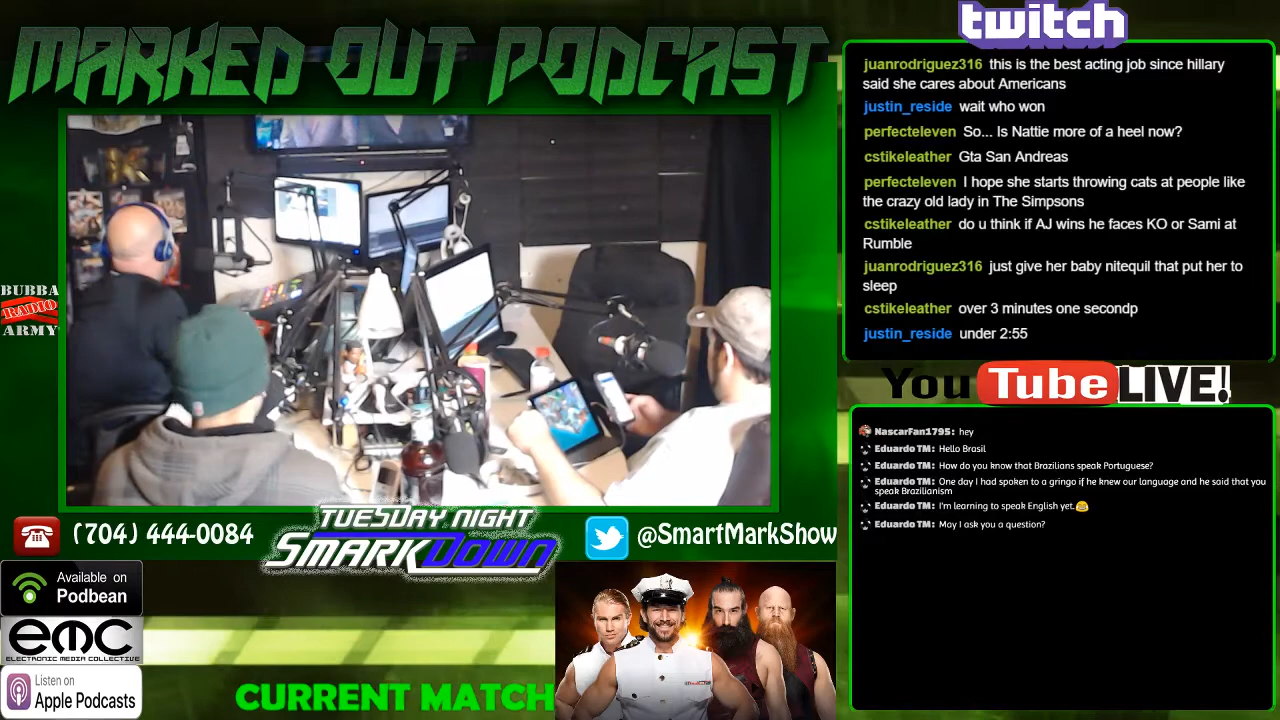 MARKED OUT PODCAST
twitch
juanrodriguez316 this is the best acting job since hillary
said she cares about Americans
justin_reside wait who won
perfecteleven So... Is Nattie more of a heel now?
cstikeleather Gta San Andreas
perfecteleven I hope she starts throwing cats at people like
the crazy old lady in The Simpsons
cstikeleather do u think if AJ wins he faces KO or Sami at
Rumble
juanrodriguez316 just give her baby nitequil that put her to
sleep
cstikeleather over 3 minutes one secondp
justin_reside under 2:55
YouTube LIVE!
NascarFan1795: hey
Eduardo TM: Hello Brasil
Eduardo TM: How do you know that Brazilians speak Portuguese?
Eduardo TM: One day I had spoken to a gringo if he knew our language and he said that you
speak Brazilianism
Eduardo TM: I'm learning to speak English yet.😂
Eduardo TM: May I ask you a question?
BUBBA
RADIO
ARMY
(704) 444-0084
TUESDAY NIGHT
SMARKDOWN
@SmartMarkShow
Available on
Podbean
emc
ELECTRONIC MEDIA COLLECTIVE
Listen on
Apple Podcasts
CURRENT MATCH